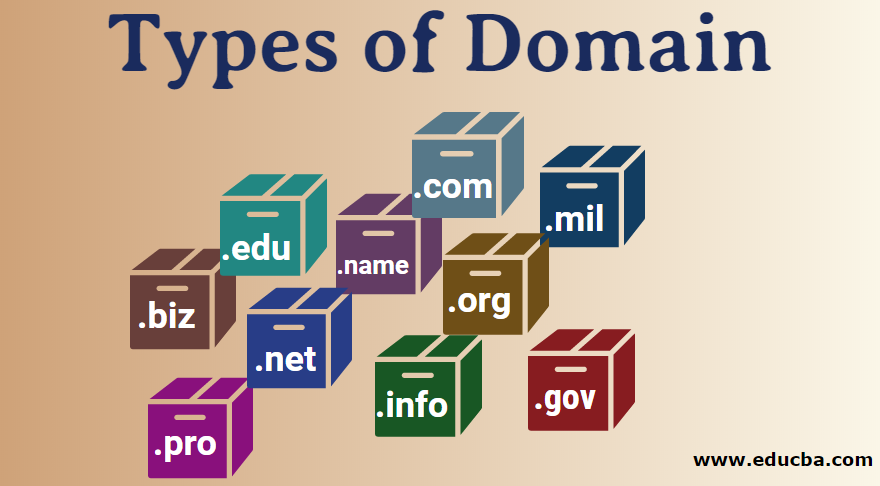 Types of Domain
.com
.mil
.edu
.name
.org
.biz
.net
.info
.gov
.pro
www.educba.com